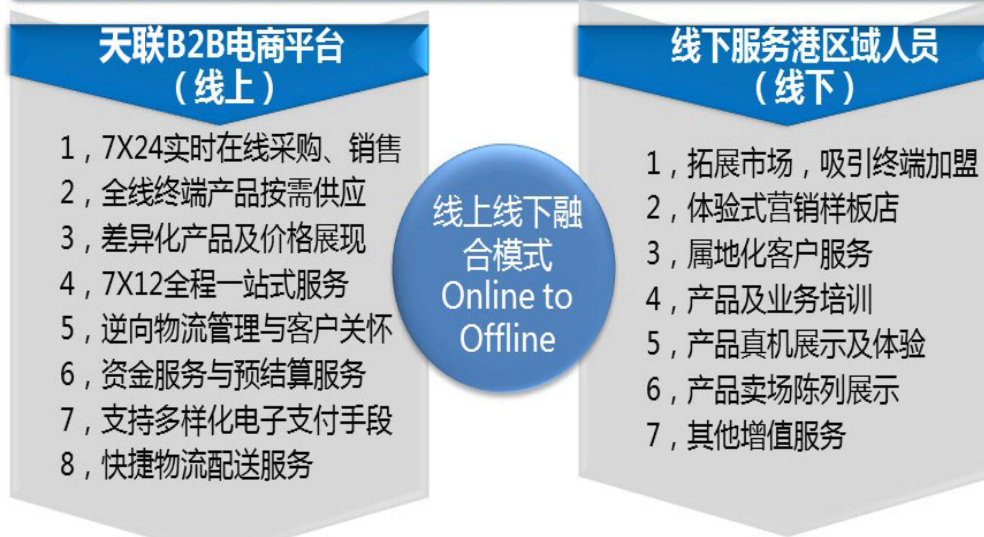 天联B2B电商平台
（线上）
1，7X24实时在线采购、销售
2，全线终端产品按需供应
3，差异化产品及价格展现
4，7X12全程一站式服务
5，逆向物流管理与客户关怀
6，资金服务与预结算服务
7，支持多样化电子支付手段
8，快捷物流配送服务
线上线下融
合模式
Online to
Offline
线下服务港区域人员
（线下）
1，拓展市场，吸引终端加盟
2，体验式营销样板店
3，属地化客户服务
4，产品及业务培训
5，产品真机展示及体验
6，产品卖场陈列展示
7，其他增值服务